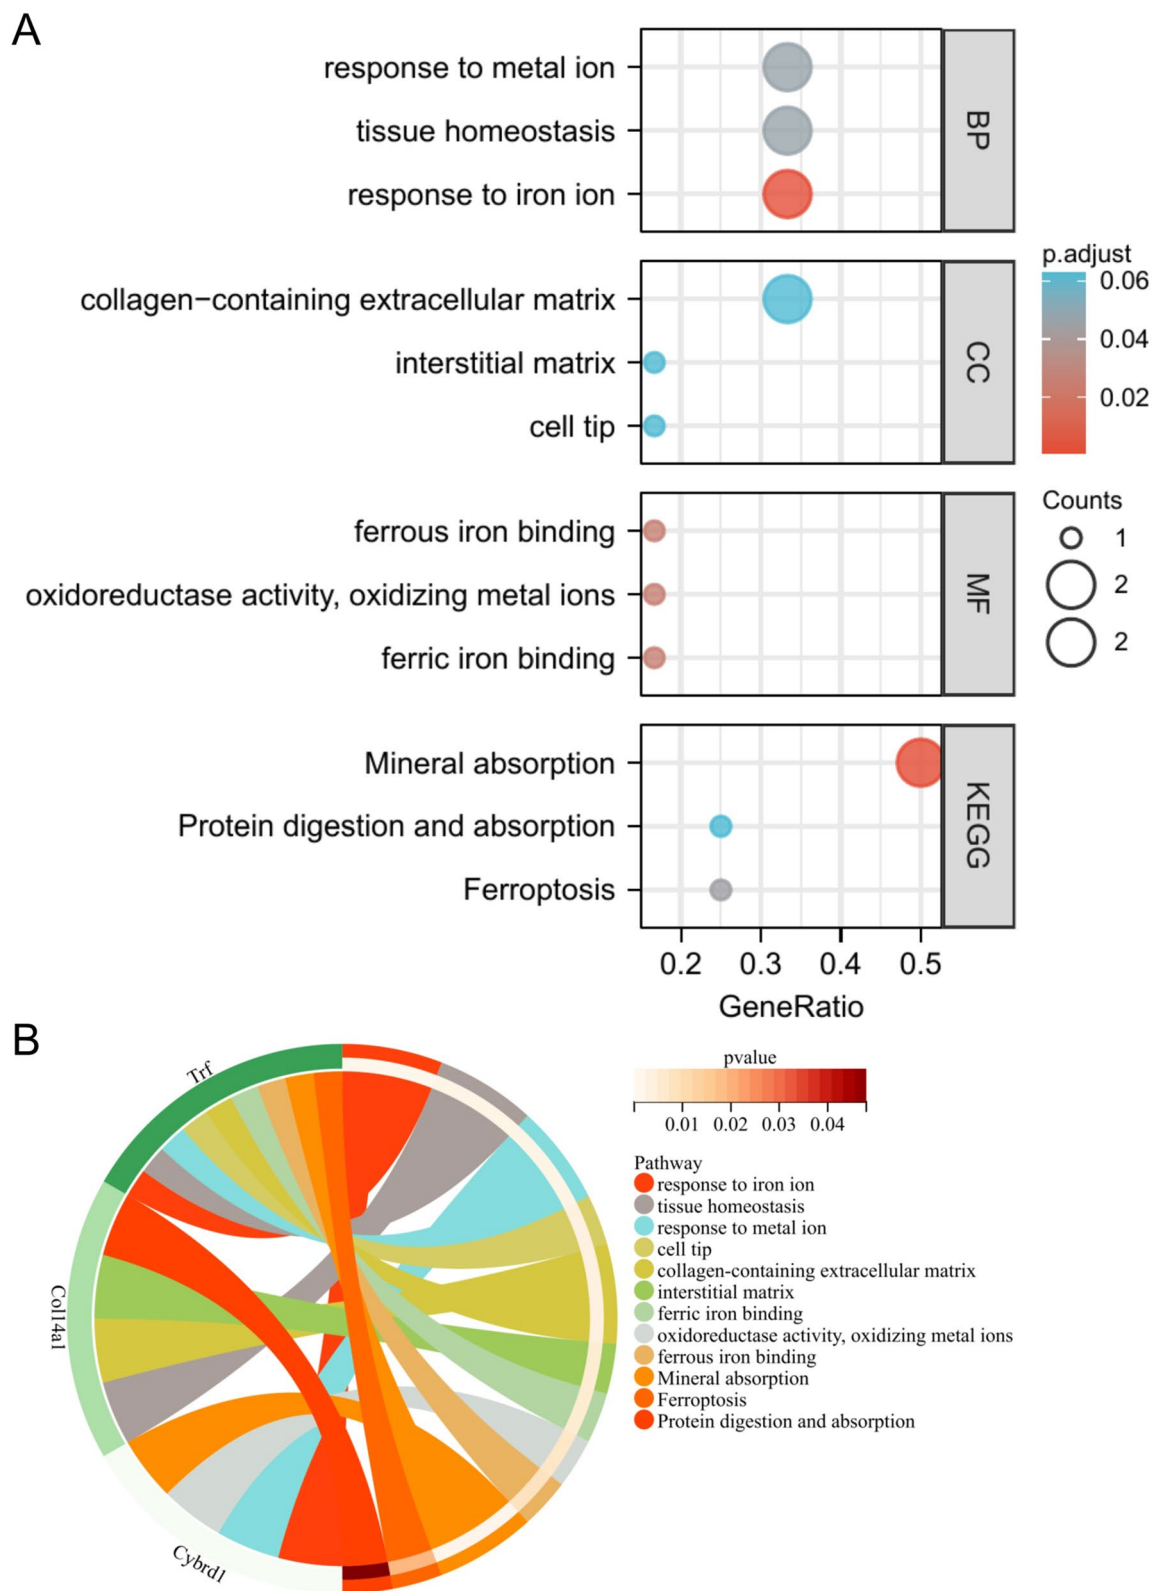 A
response to metal ion
tissue homeostasis
response to iron ion
BP
collagen−containing extracellular matrix
interstitial matrix
cell tip
CC
ferrous iron binding
oxidoreductase activity, oxidizing metal ions
ferric iron binding
MF
Mineral absorption
Protein digestion and absorption
Ferroptosis
KEGG
0.2 0.3 0.4 0.5
GeneRatio
p.adjust
0.06
0.04
0.02
Counts
1
2
2
B
Trf
Col14a1
Cybrd1
pvalue
0.01 0.02 0.03 0.04
Pathway
response to iron ion
tissue homeostasis
response to metal ion
cell tip
collagen-containing extracellular matrix
interstitial matrix
ferric iron binding
oxidoreductase activity, oxidizing metal ions
ferrous iron binding
Mineral absorption
Ferroptosis
Protein digestion and absorption